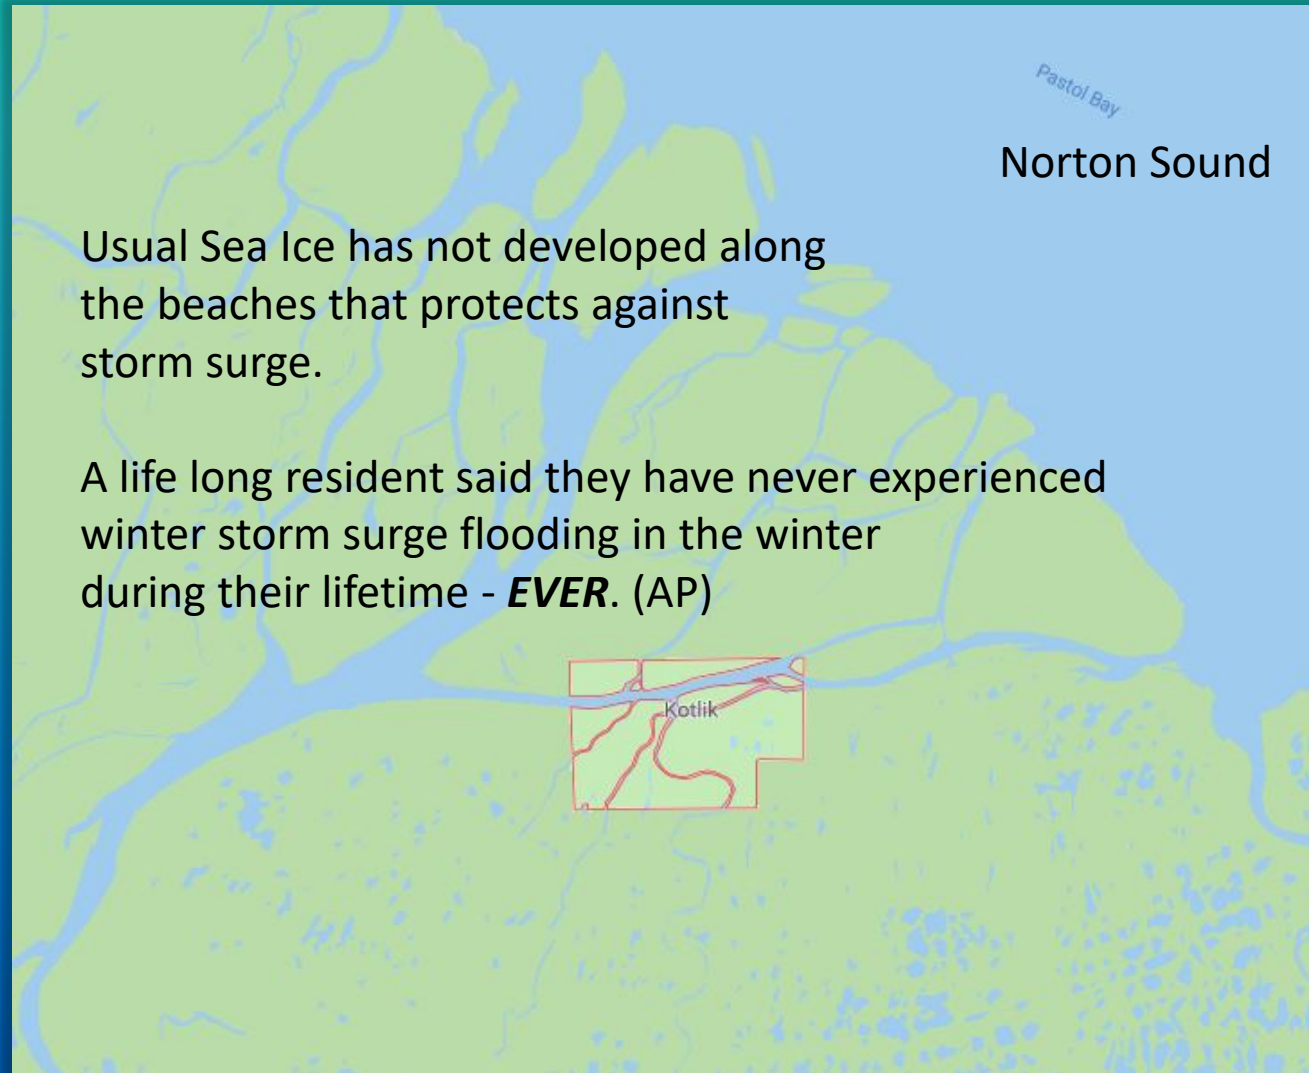 Pastol Bay
Norton Sound
Usual Sea Ice has not developed along
the beaches that protects against
storm surge.
A life long resident said they have never experienced
winter storm surge flooding in the winter
during their lifetime - EVER. (AP)
Kotlik